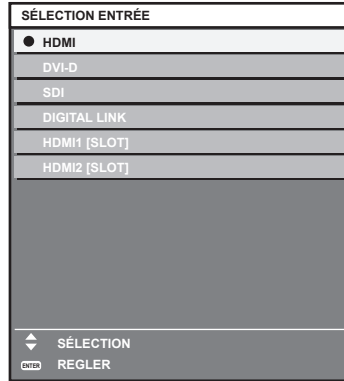 SÉLECTION ENTRÉE
HDMI
DVI-D
SDI
DIGITAL LINK
HDMI1 [SLOT]
HDMI2 [SLOT]
SÉLECTION
ENTER REGLER